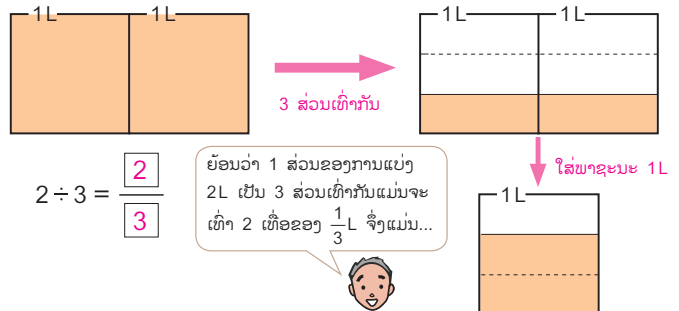 1L 1L
1L 1L
3 ສ່ວນເທົ່າກັນ
ໃສ່ພາຊະນະ 1L
1L
2÷3 = 2/3
ຍ້ອນວ່າ 1 ສ່ວນຂອງການແບ່ງ
2L ເປັນ 3 ສ່ວນເທົ່າກັນແມ່ນຈະ
ເທົ່າ 2 ເທື່ອຂອງ 1/3L ຈຶ່ງແມ່ນ...